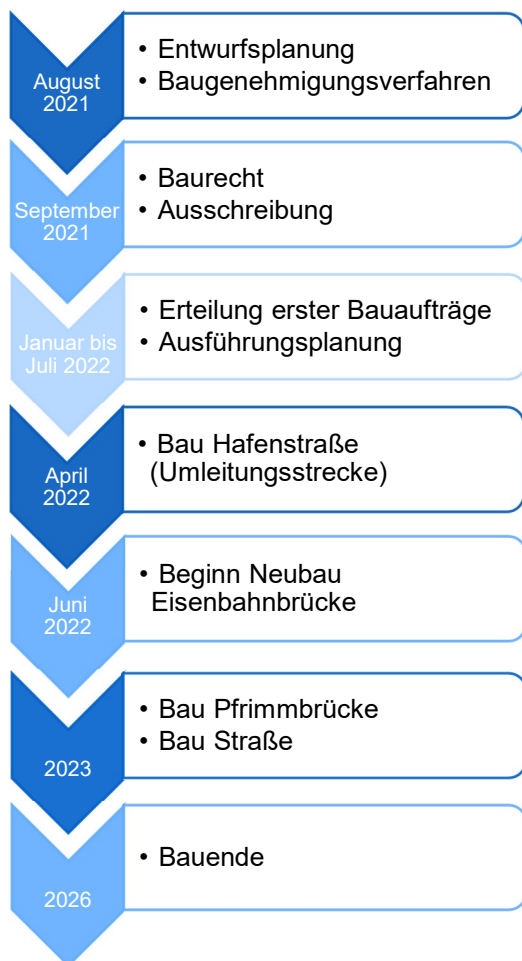 August
2021
• Entwurfsplanung
• Baugenehmigungsverfahren
September
2021
• Baurecht
• Ausschreibung
Januar bis
Juli 2022
• Erteilung erster Bauaufträge
• Ausführungsplanung
April
2022
• Bau Hafenstraße
(Umleitungsstrecke)
Juni
2022
• Beginn Neubau
Eisenbahnbrücke
2023
• Bau Pfrimmbrücke
• Bau Straße
2026
• Bauende